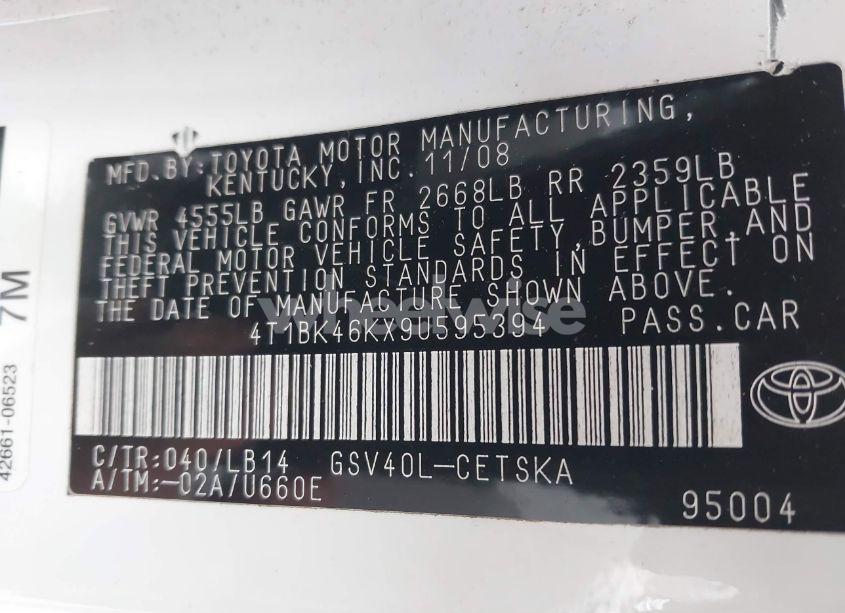 MFD.BY:TOYOTA MOTOR MANUFACTURING,
KENTUCKY,INC. 11/08
GVWR 4555LB GAWR FR 2668LB RR 2359LB
THIS VEHICLE CONFORMS TO ALL APPLICABLE
FEDERAL MOTOR VEHICLE SAFETY,BUMPER,AND
THEFT PREVENTION STANDARDS IN EFFECT ON
THE DATE OF MANUFACTURE SHOWN ABOVE.
wheelwise
4T1BK46KX9U595394 PASS.CAR
C/TR:040/LB14 GSV40L-CETSKA
A/TM:-02A/U660E
95004
7M
42661-06523